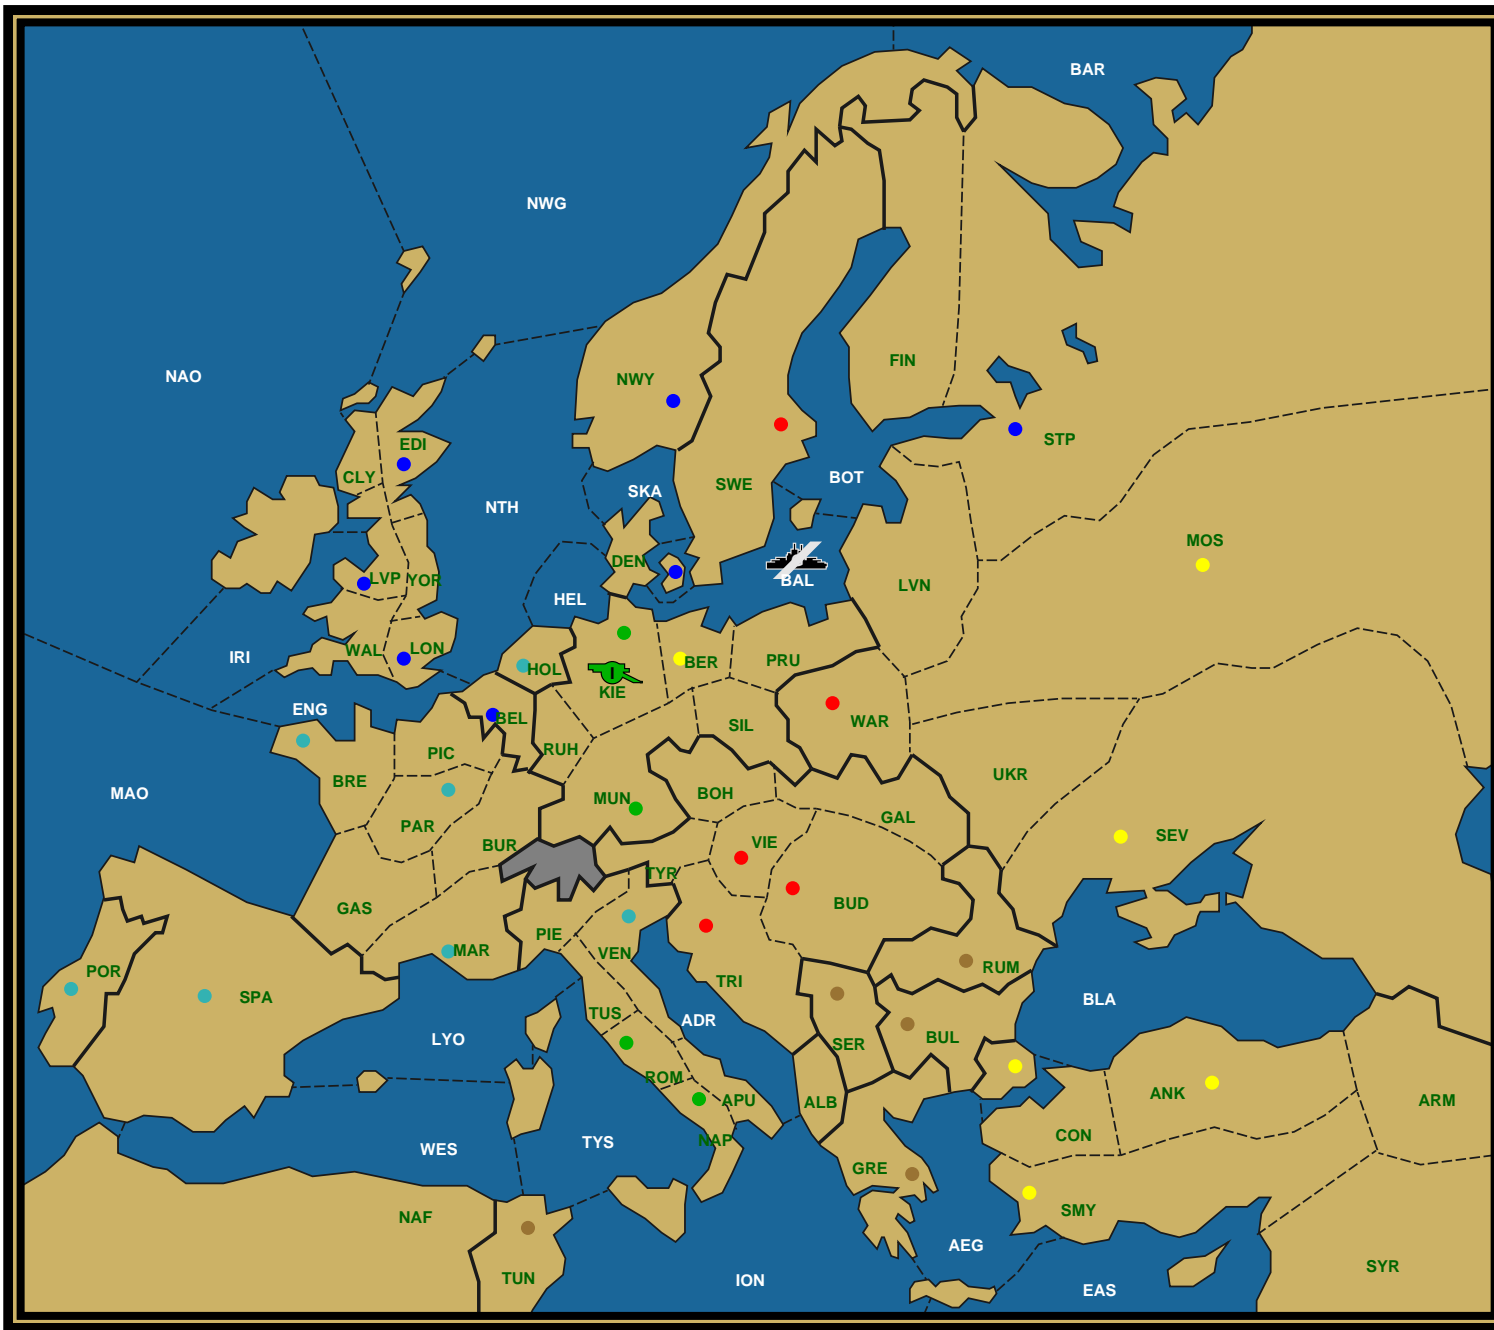 BAR
NWG
NAO
FIN
NWY
STP
EDI
CLY
SWE
BOT
SKA
NTH
MOS
DEN
LVP
YOR
BAL
LVN
HEL
IRI
WAL
LON
HOL
BER
PRU
I
KIE
ENG
BEL
WAR
SIL
PIC
RUH
UKR
BRE
MAO
BOH
MUN
GAL
PAR
SEV
BUR
VIE
TYR
BUD
GAS
PIE
VEN
MAR
RUM
POR
SPA
TRI
BLA
TUS
ADR
LYO
BUL
SER
ROM
APU
ALB
ANK
ARM
CON
NAP
TYS
WES
GRE
SMY
NAF
AEG
SYR
TUN
ION
EAS